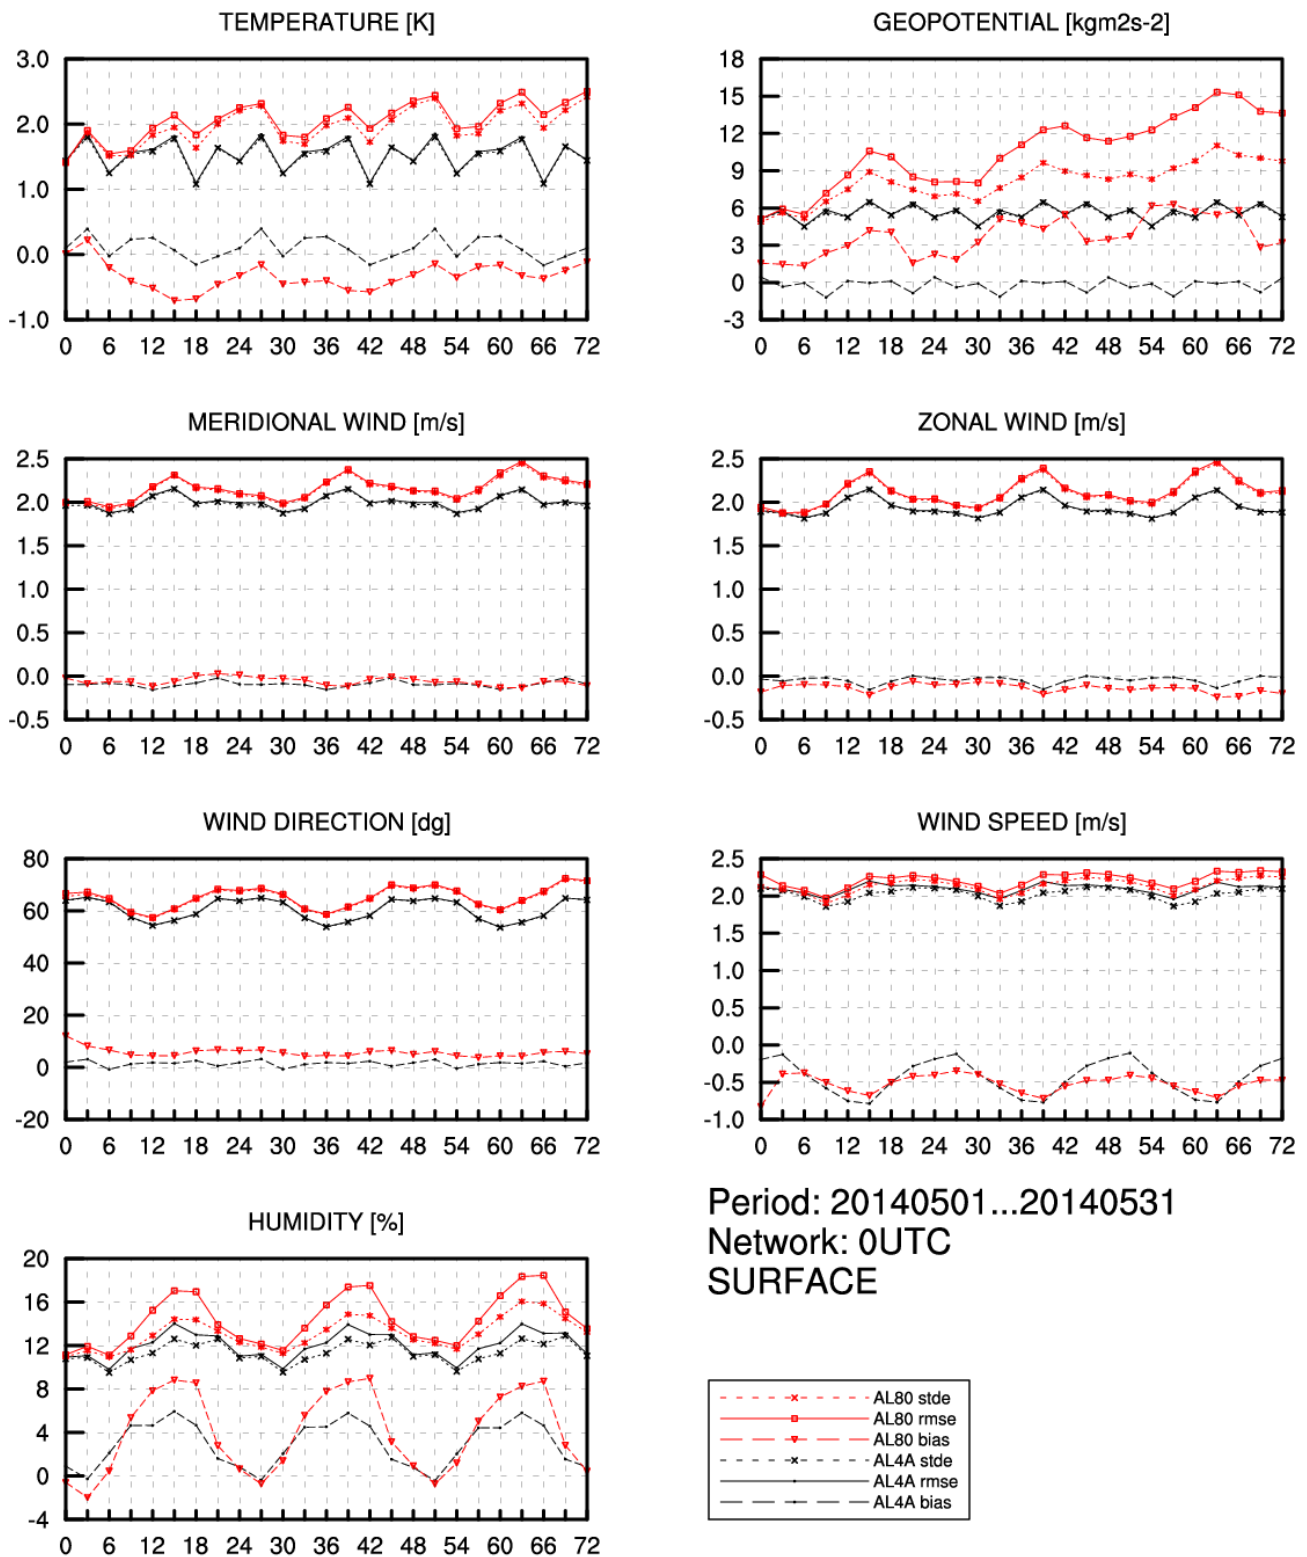 TEMPERATURE [K]
3.0
2.0
1.0
0.0
-1.0
0 6 12 18 24 30 36 42 48 54 60 66 72
GEOPOTENTIAL [kgm2s-2]
18
15
12
9
6
3
0
-3
0 6 12 18 24 30 36 42 48 54 60 66 72
MERIDIONAL WIND [m/s]
2.5
2.0
1.5
1.0
0.5
0.0
-0.5
0 6 12 18 24 30 36 42 48 54 60 66 72
ZONAL WIND [m/s]
2.5
2.0
1.5
1.0
0.5
0.0
-0.5
0 6 12 18 24 30 36 42 48 54 60 66 72
WIND DIRECTION [dg]
80
60
40
20
0
-20
0 6 12 18 24 30 36 42 48 54 60 66 72
WIND SPEED [m/s]
2.5
2.0
1.5
1.0
0.5
0.0
-0.5
-1.0
0 6 12 18 24 30 36 42 48 54 60 66 72
HUMIDITY [%]
20
16
12
8
4
0
-4
0 6 12 18 24 30 36 42 48 54 60 66 72
Period: 20140501...20140531
Network: 0UTC
SURFACE
AL80 stde
AL80 rmse
AL80 bias
AL4A stde
AL4A rmse
AL4A bias